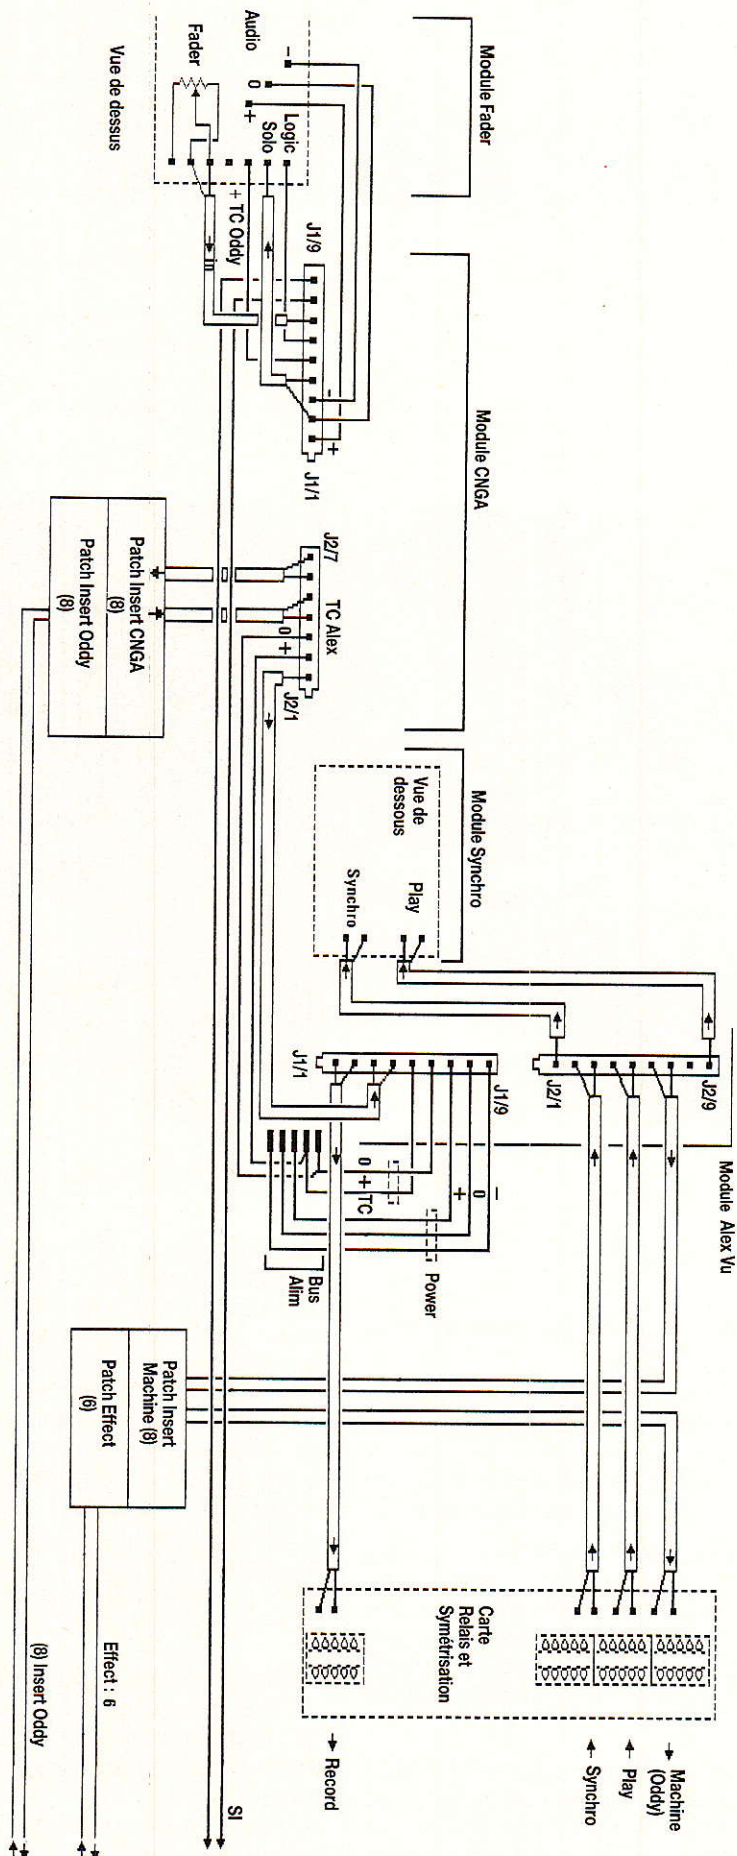 Module Fader
Module CNGA
Module Synchro
Module Alex Vu
Audio
Fader
Vue de dessus
-
0
+
Logic
Solo
+ TC Oddy
in
J1/9
-
+
J1/1
J2/7
TC Alex
0
+
J2/1
Vue de
dessous
Play
Synchro
J2/9
J2/1
J1/9
J1/1
-
0
+
0
+
TC
Power
Bus
Alim
Patch Insert CNGA
(8)
Patch Insert Oddy
(8)
Patch Insert
Machine (8)
Patch Effect
(6)
Carte
Relais et
Symétrisation
Machine
(Oddy)
Play
Synchro
Record
SI
Effect : 6
(8) Insert Oddy